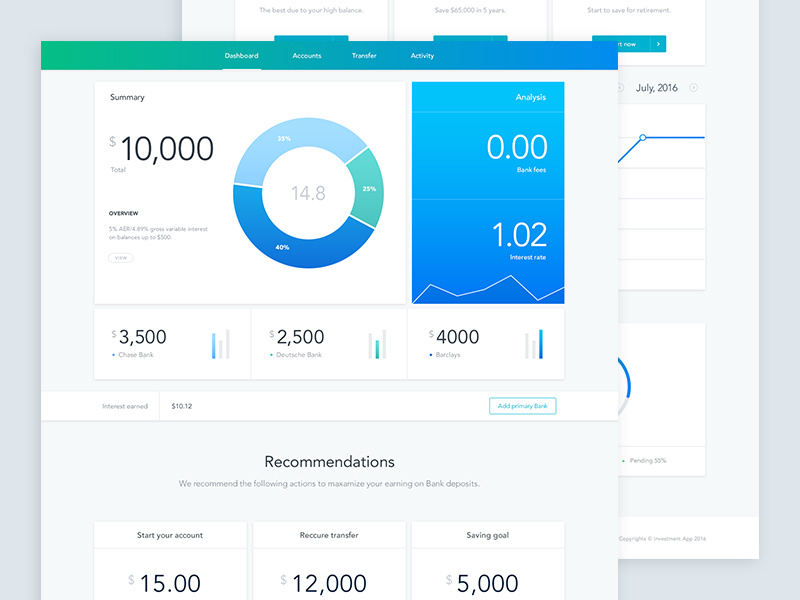 The best due to your high balance.
Save $65,000 in 5 years.
Start to save for retirement.
now
July, 2016
Dashboard
Accounts
Transfer
Activity
Summary
$10,000
Total
OVERVIEW
5% AER/4.89% gross variable interest
on balances up to $500.
VIEW
35%
25%
40%
14.8
Analysis
0.00
Bank fees
1.02
Interest rate
$3,500
Chase Bank
$2,500
Deutsche Bank
$4000
Barclays
Interest earned
$10.12
Add primary Bank
Pending 55%
Recommendations
We recommend the following actions to maxamize your earning on Bank deposits.
Start your account
Reccure transfer
Saving goal
Copyrights © Investment App 2016
$15.00
$12,000
$5,000